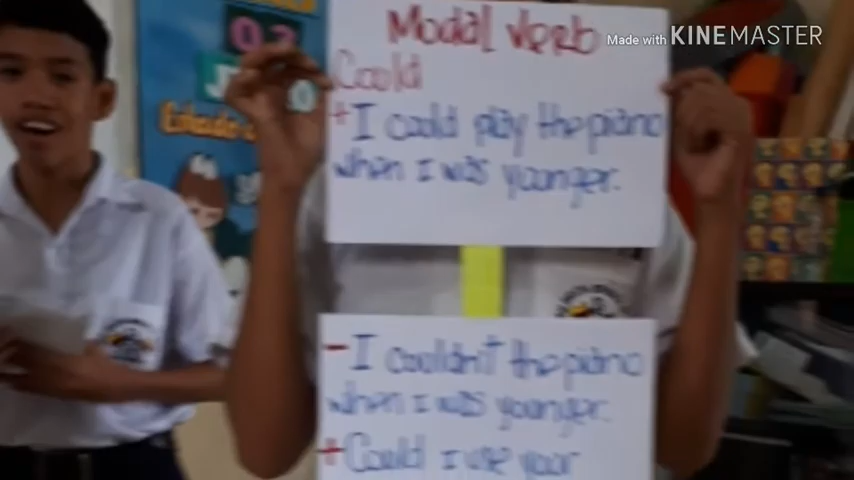 Made with KINEMASTER
Modal verb
Could
+I could play the piano
when I was younger.
-I couldn't the piano
when I was younger.
+Could I use your